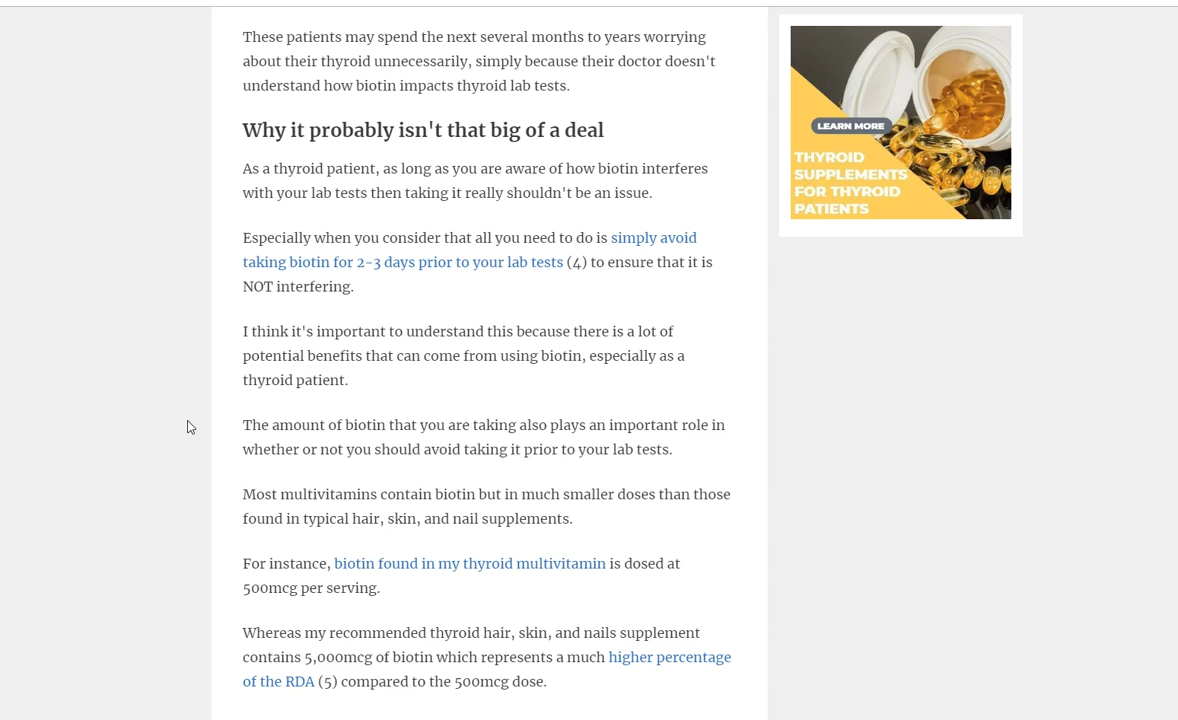 These patients may spend the next several months to years worrying
about their thyroid unnecessarily, simply because their doctor doesn't
understand how biotin impacts thyroid lab tests.
Why it probably isn't that big of a deal
As a thyroid patient, as long as you are aware of how biotin interferes
with your lab tests then taking it really shouldn't be an issue.
Especially when you consider that all you need to do is simply avoid
taking biotin for 2-3 days prior to your lab tests (4) to ensure that it is
NOT interfering.
I think it's important to understand this because there is a lot of
potential benefits that can come from using biotin, especially as a
thyroid patient.
The amount of biotin that you are taking also plays an important role in
whether or not you should avoid taking it prior to your lab tests.
Most multivitamins contain biotin but in much smaller doses than those
found in typical hair, skin, and nail supplements.
For instance, biotin found in my thyroid multivitamin is dosed at
500mcg per serving.
Whereas my recommended thyroid hair, skin, and nails supplement
contains 5,000mcg of biotin which represents a much higher percentage
of the RDA (5) compared to the 500mcg dose.
LEARN MORE
THYROID
SUPPLEMENTS
FOR THYROID
PATIENTS